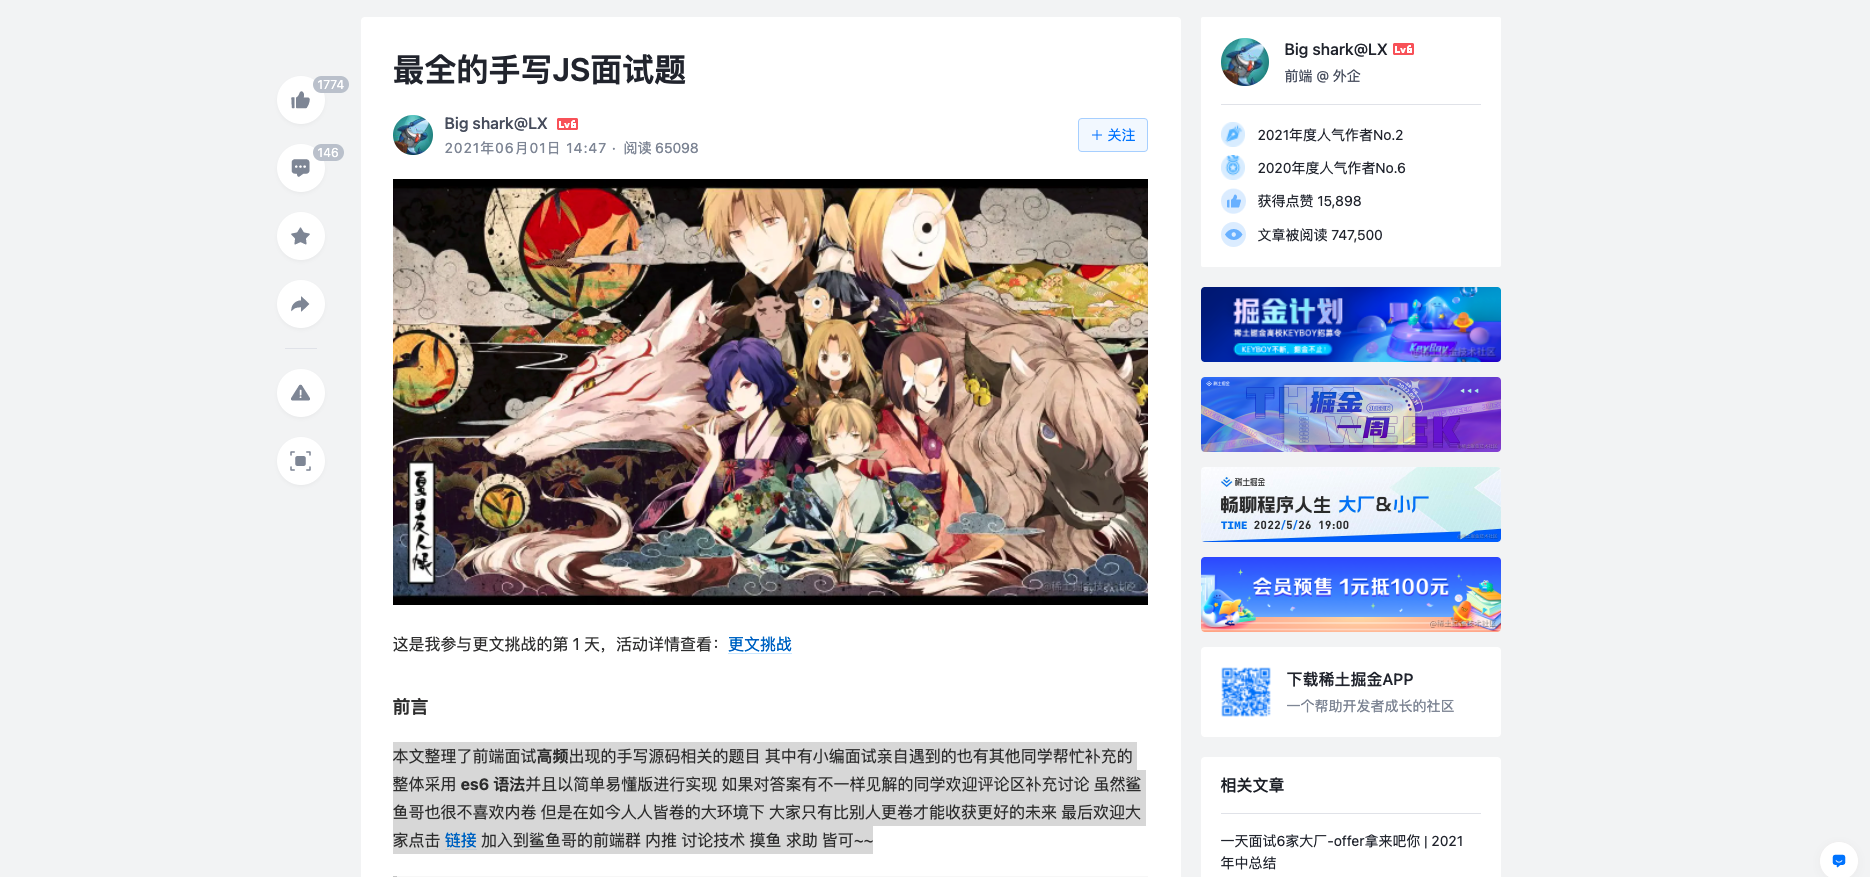 最全的手写JS面试题
Big shark@LX Lv6
2021年06月01日 14:47 · 阅读 65098
+ 关注
1774
146
夏目友人帳
这是我参与更文挑战的第 1 天，活动详情查看：更文挑战
前言
本文整理了前端面试高频出现的手写源码相关的题目 其中有小编面试亲自遇到的也有其他同学帮忙补充的
整体采用 es6 语法并且以简单易懂版进行实现 如果对答案有不一样见解的同学欢迎评论区补充讨论 虽然鲨
鱼哥也很不喜欢内卷 但是在如今人人皆卷的大环境下 大家只有比别人更卷才能收获更好的未来 最后欢迎大
家点击 链接 加入到鲨鱼哥的前端群 内推 讨论技术 摸鱼 求助 皆可~~
Big shark@LX Lv6
前端 @ 外企
2021年度人气作者No.2
2020年度人气作者No.6
获得点赞 15,898
文章被阅读 747,500
掘金计划
稀土掘金高校KEYBOY招募令
KEYBOY不断，掘金不止！
KeyBoy
THIS
WEEK
掘金
一周
稀土掘金
畅聊程序人生 大厂&小厂
TIME 2022/5/26 19:00
会员预售 1元抵100元
下载稀土掘金APP
一个帮助开发者成长的社区
相关文章
一天面试6家大厂-offer拿来吧你 | 2021
年中总结